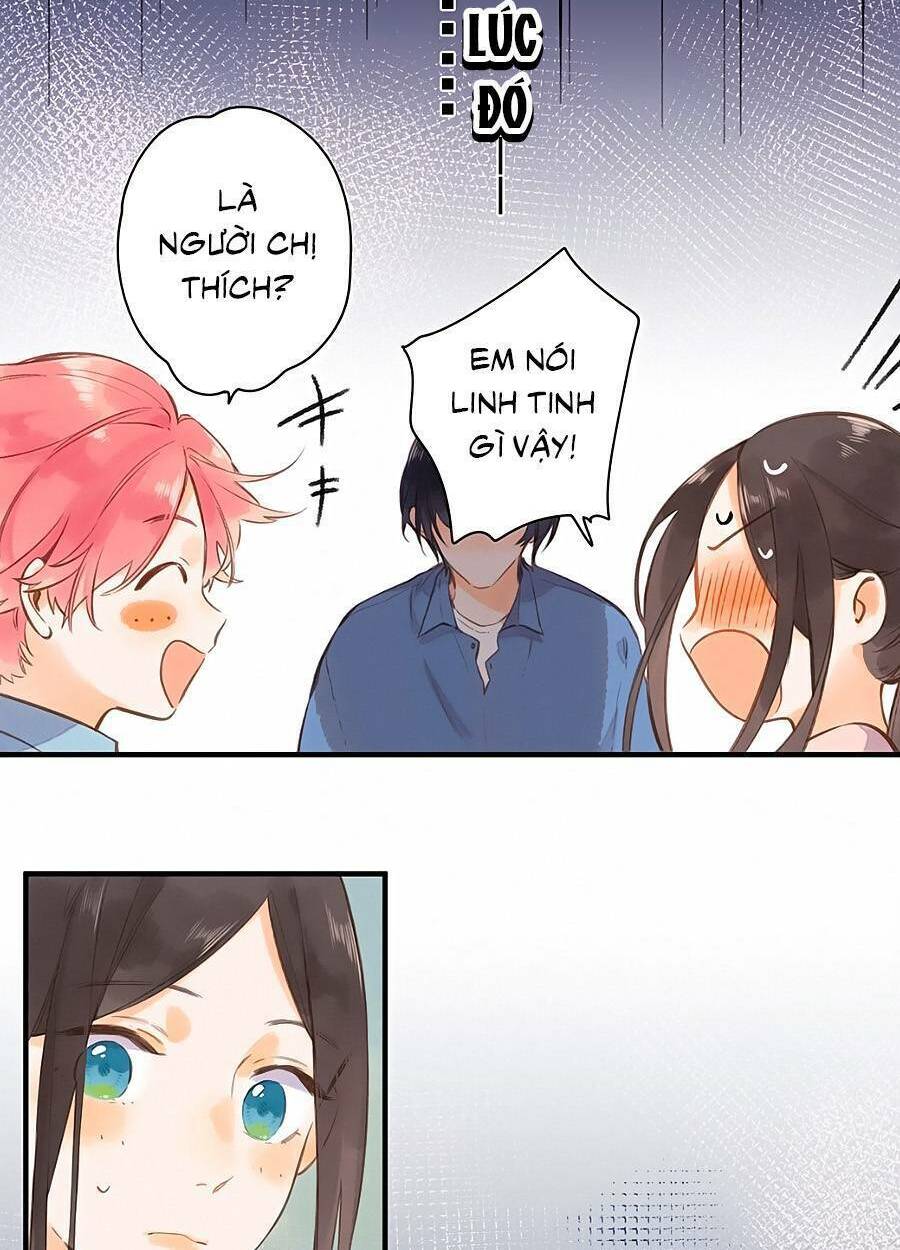 LÚC
ĐÓ
LÀ
NGƯỜI CHỊ
THÍCH?
EM NÓI
LINH TINH
GÌ VẬY!